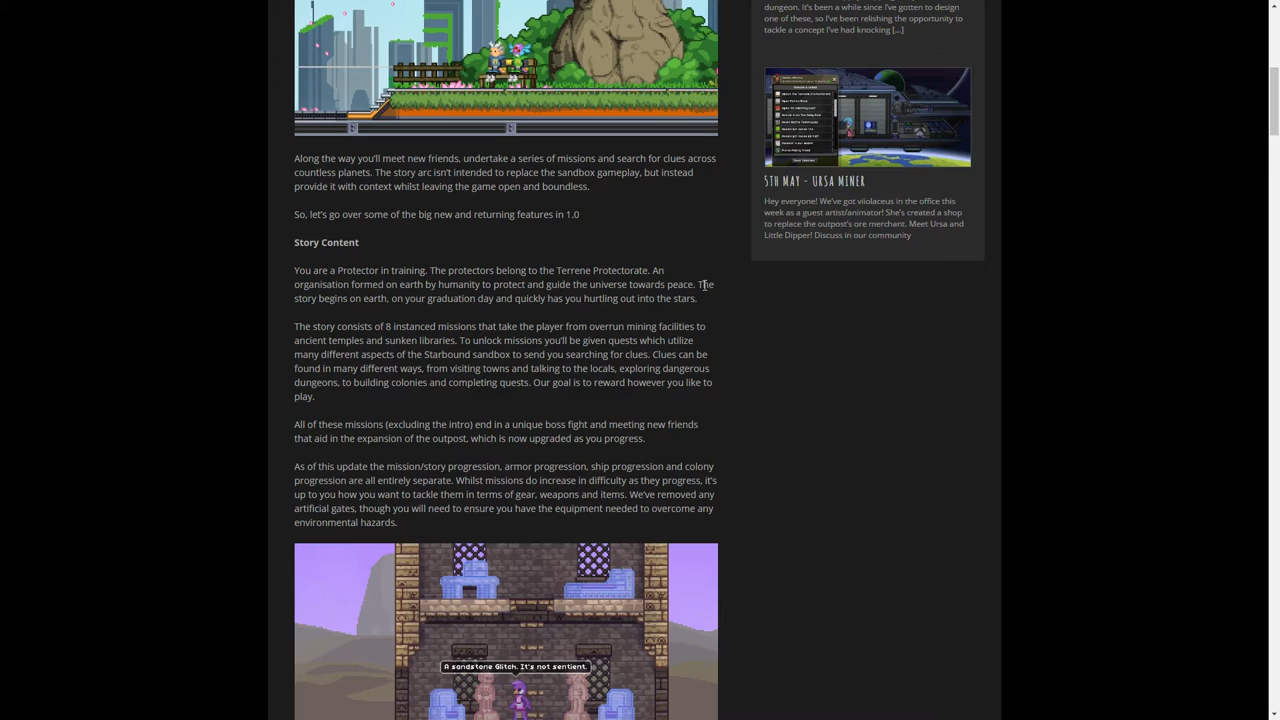 dungeon. It's been a while since I've gotten to design
one of these, so I've been relishing the opportunity to
tackle a concept I've had knocking [...]
Along the way you'll meet new friends, undertake a series of missions and search for clues across
countless planets. The story arc isn't intended to replace the sandbox gameplay, but instead
provide it with context whilst leaving the game open and boundless.
So, let's go over some of the big new and returning features in 1.0
Story Content
You are a Protector in training. The protectors belong to the Terrene Protectorate. An
organisation formed on earth by humanity to protect and guide the universe towards peace. The
story begins on earth, on your graduation day and quickly has you hurtling out into the stars.
The story consists of 8 instanced missions that take the player from overrun mining facilities to
ancient temples and sunken libraries. To unlock missions you'll be given quests which utilize
many different aspects of the Starbound sandbox to send you searching for clues. Clues can be
found in many different ways, from visiting towns and talking to the locals, exploring dangerous
dungeons, to building colonies and completing quests. Our goal is to reward however you like to
play.
All of these missions (excluding the intro) end in a unique boss fight and meeting new friends
that aid in the expansion of the outpost, which is now upgraded as you progress.
As of this update the mission/story progression, armor progression, ship progression and colony
progression are all entirely separate. Whilst missions do increase in difficulty as they progress, it's
up to you how you want to tackle them in terms of gear, weapons and items. We've removed any
artificial gates, though you will need to ensure you have the equipment needed to overcome any
environmental hazards.
A sandstone Glitch. It's not sentient.
5TH MAY – URSA MINER
Hey everyone! We've got viiolaceus in the office this
week as a guest artist/animator! She's created a shop
to replace the outpost's ore merchant. Meet Ursa and
Little Dipper! Discuss in our community